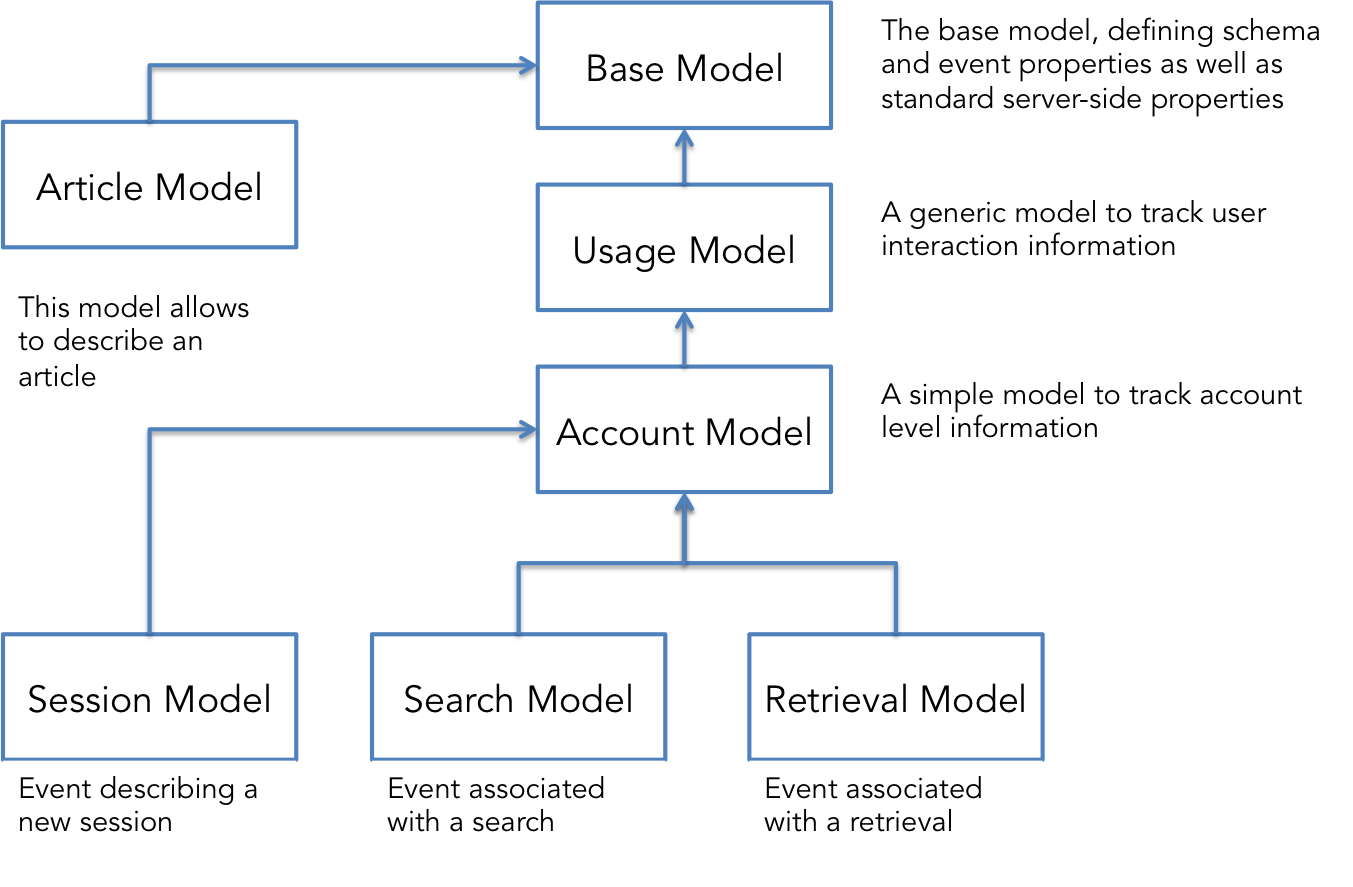 Base Model
The base model, defining schema
and event properties as well as
standard server-side properties
Article Model
This model allows
to describe an
article
Usage Model
A generic model to track user
interaction information
Account Model
A simple model to track account
level information
Session Model
Event describing a
new session
Search Model
Event associated
with a search
Retrieval Model
Event associated
with a retrieval